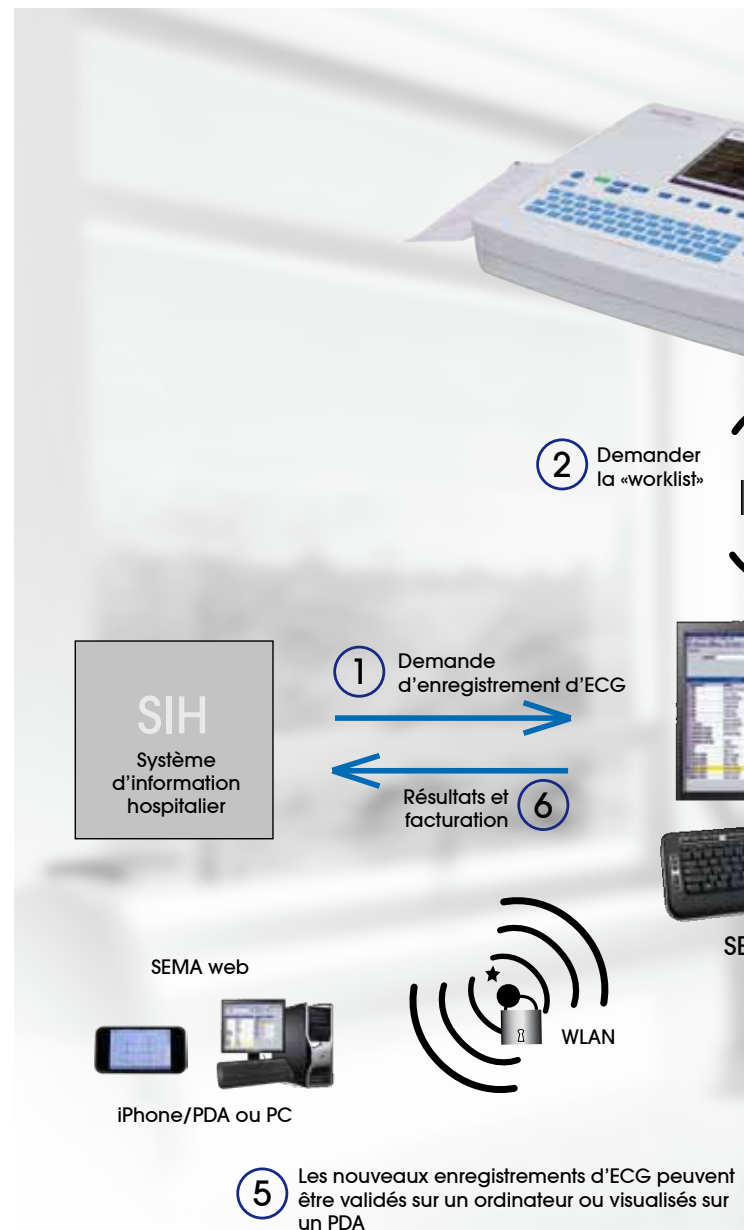 2
Demander
la «worklist»
1
Demande
d’enregistrement d’ECG
SIH
Système
d’information
hospitalier
Résultats et
facturation
6
SEMA web
WLAN
iPhone/PDA ou PC
5
Les nouveaux enregistrements d’ECG peuvent
être validés sur un ordinateur ou visualisés sur
un PDA